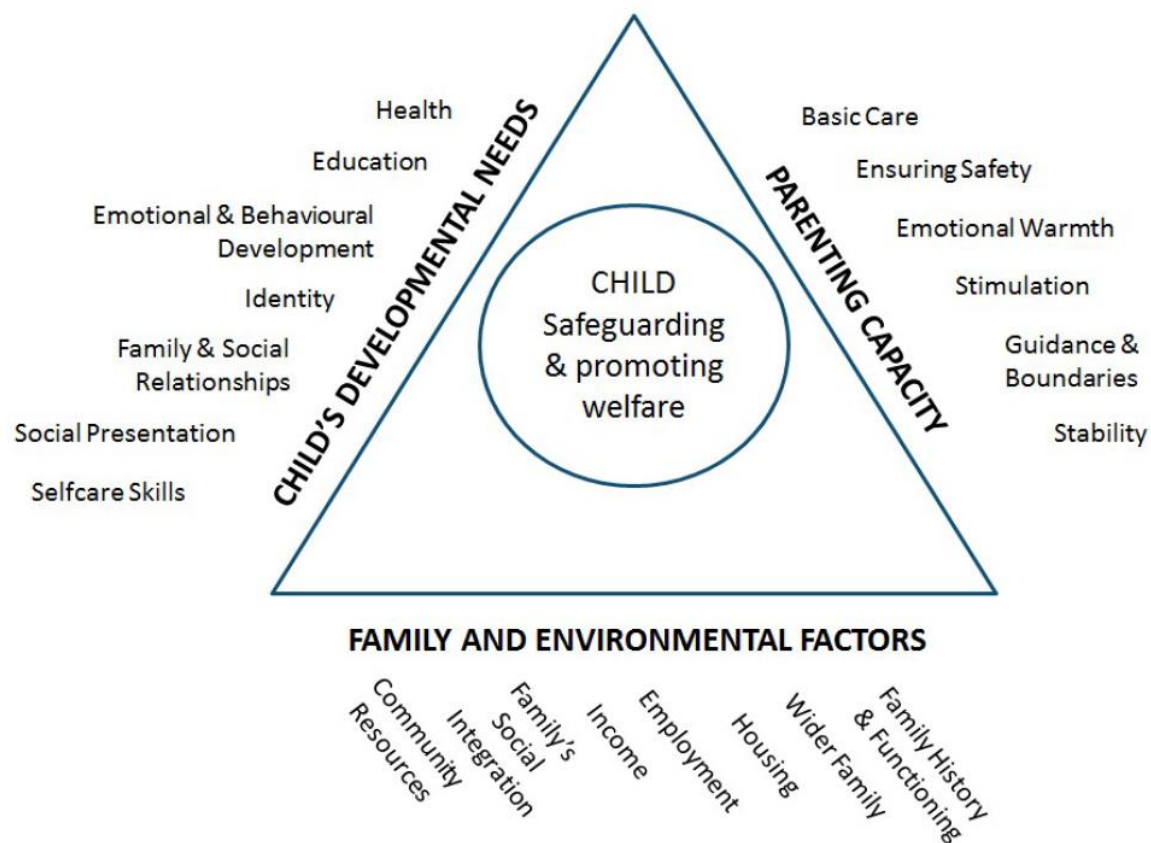 Health
Education
Emotional & Behavioural
Development
Identity
Family & Social
Relationships
Social Presentation
Selfcare Skills
CHILD'S DEVELOPMENTAL NEEDS
CHILD
Safeguarding
& promoting
welfare
PARENTING CAPACITY
Basic Care
Ensuring Safety
Emotional Warmth
Stimulation
Guidance &
Boundaries
Stability
FAMILY AND ENVIRONMENTAL FACTORS
Community
Resources
Family's
Social
Integration
Income
Employment
Housing
Wider Family
Family History
& Functioning